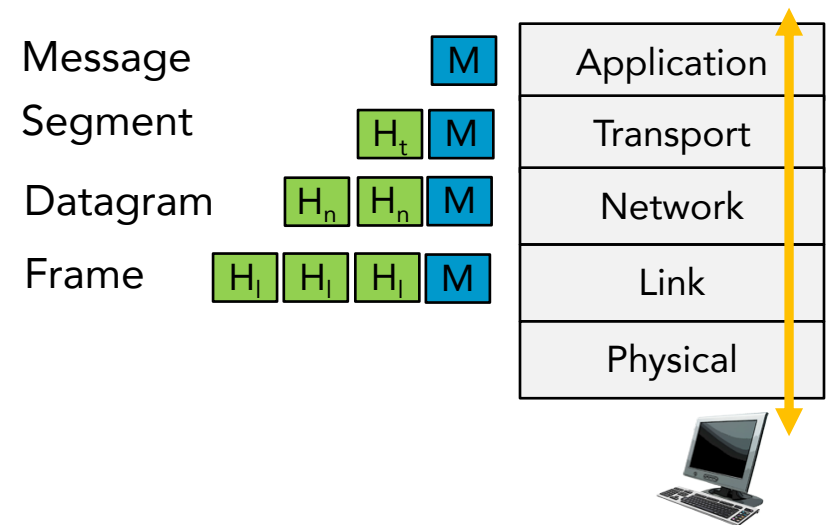 Message M Application
Segment Hₜ M Transport
Datagram Hₙ Hₙ M Network
Frame Hₗ Hₗ Hₗ M Link
Physical